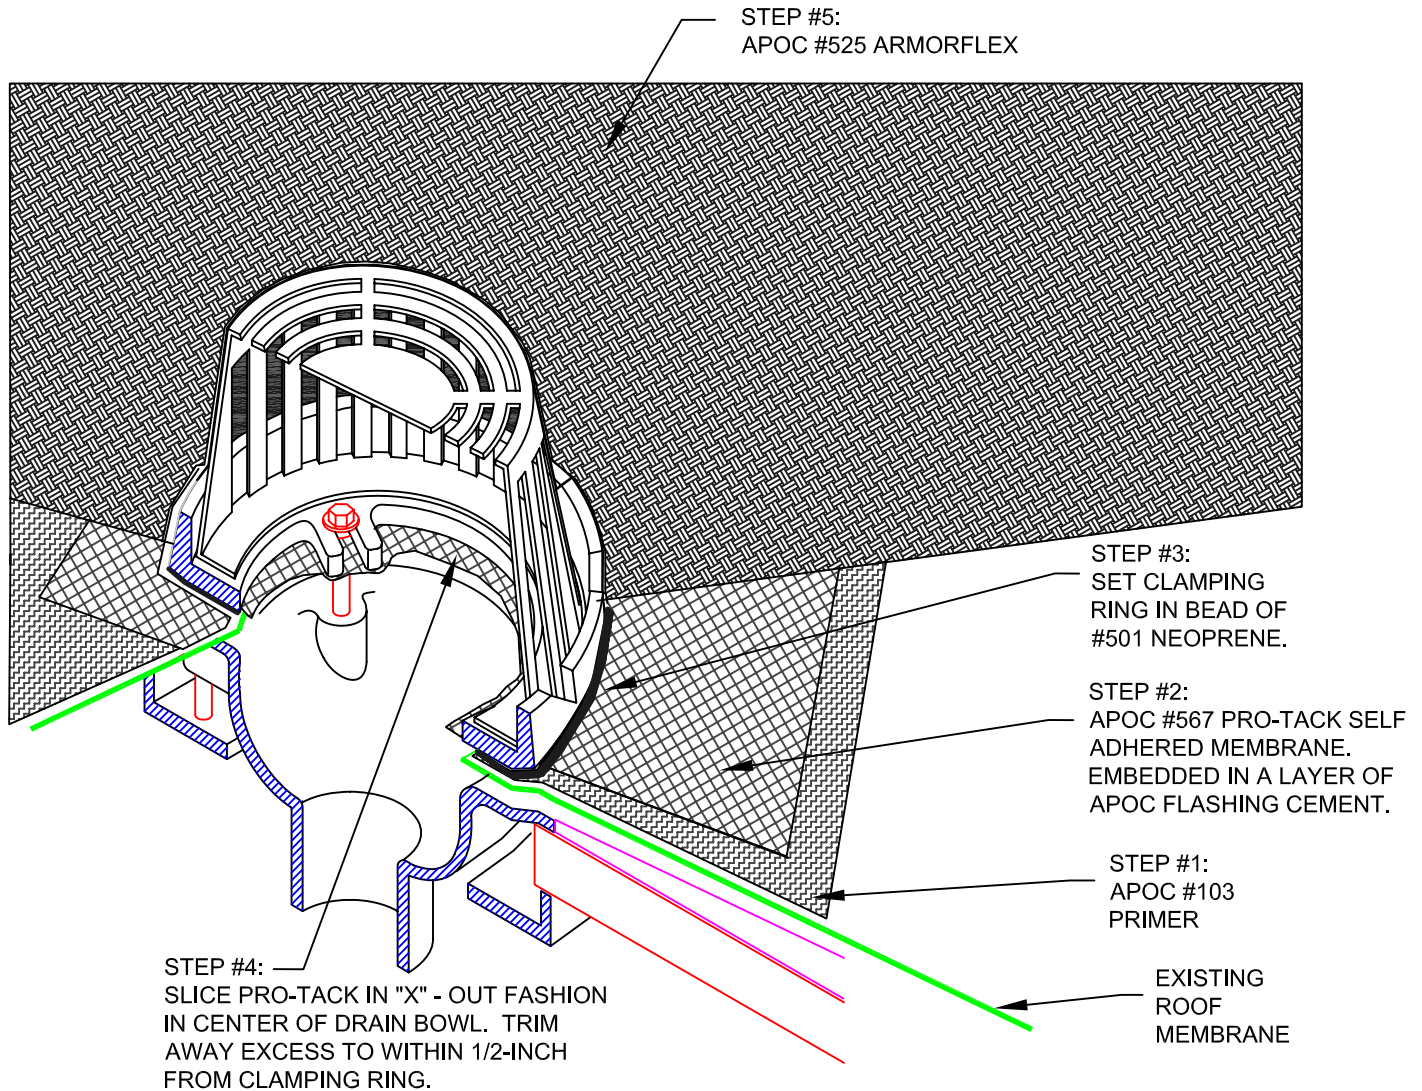 STEP #5:
APOC #525 ARMORFLEX
STEP #3:
SET CLAMPING
RING IN BEAD OF
#501 NEOPRENE.
STEP #2:
APOC #567 PRO-TACK SELF
ADHERED MEMBRANE.
EMBEDDED IN A LAYER OF
APOC FLASHING CEMENT.
STEP #1:
APOC #103
PRIMER
EXISTING
ROOF
MEMBRANE
STEP #4:
SLICE PRO-TACK IN "X" - OUT FASHION
IN CENTER OF DRAIN BOWL. TRIM
AWAY EXCESS TO WITHIN 1/2-INCH
FROM CLAMPING RING.